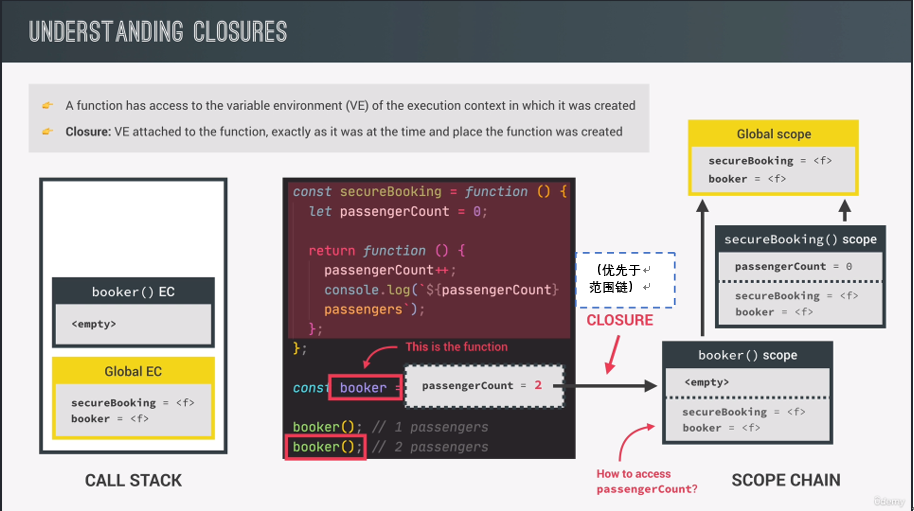 UNDERSTANDING CLOSURES
👉 A function has access to the variable environment (VE) of the execution context in which it was created
👉 Closure: VE attached to the function, exactly as it was at the time and place the function was created
booker() EC
<empty>
Global EC
secureBooking = <f>
booker = <f>
CALL STACK
const secureBooking = function () {
let passengerCount = 0;
return function () {
passengerCount++;
console.log(`${passengerCount}
passengers`);
};
};
This is the function
const booker =
passengerCount = 2
booker(); // 1 passengers
booker(); // 2 passengers
(优先于↵
范围链)↵
CLOSURE
Global scope
secureBooking = <f>
booker = <f>
secureBooking() scope
passengerCount = 0
secureBooking = <f>
booker = <f>
booker() scope
<empty>
secureBooking = <f>
booker = <f>
How to access
passengerCount?
SCOPE CHAIN
Udemy